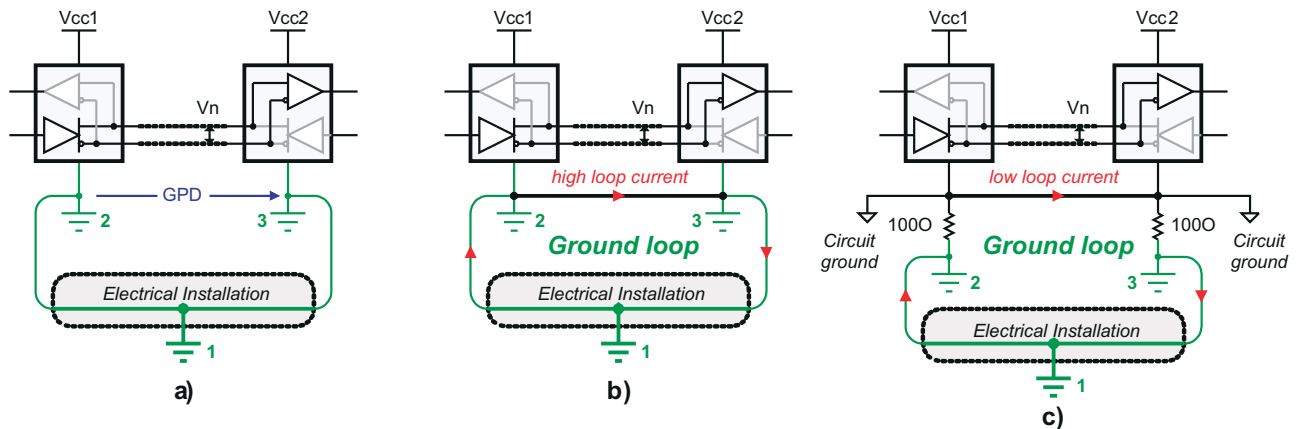 Vcc1
Vcc2
Vn
GPD
2
3
Electrical Installation
1
a)
Vcc1
Vcc2
Vn
high loop current
2
3
Ground loop
Electrical Installation
1
b)
Vcc1
Vcc2
Vn
low loop current
100O
100O
Circuit
ground
Ground loop
Circuit
ground
2
3
Electrical Installation
1
c)